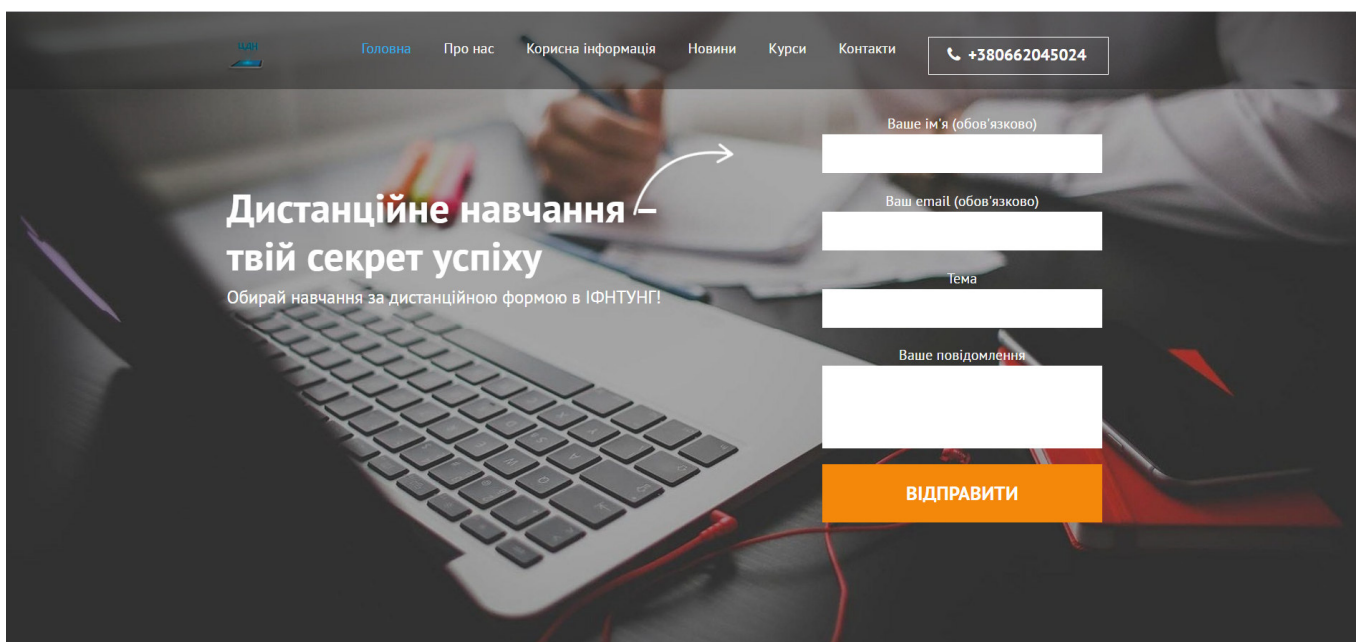 ЦДН
Головна
Про нас
Корисна інформація
Новини
Курси
Контакти
+380662045024
Дистанційне навчання –
твій секрет успіху
Обирай навчання за дистанційною формою в ІФНТУНГ!
Ваше ім'я (обов'язково)
Ваш email (обов'язково)
Тема
Ваше повідомлення
ВІДПРАВИТИ